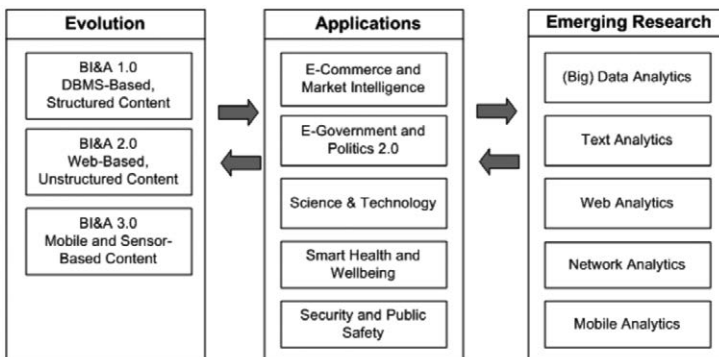 Evolution
BI&A 1.0
DBMS-Based,
Structured Content
BI&A 2.0
Web-Based,
Unstructured Content
BI&A 3.0
Mobile and Sensor-
Based Content
Applications
E-Commerce and
Market Intelligence
E-Government and
Politics 2.0
Science & Technology
Smart Health and
Wellbeing
Security and Public
Safety
Emerging Research
(Big) Data Analytics
Text Analytics
Web Analytics
Network Analytics
Mobile Analytics